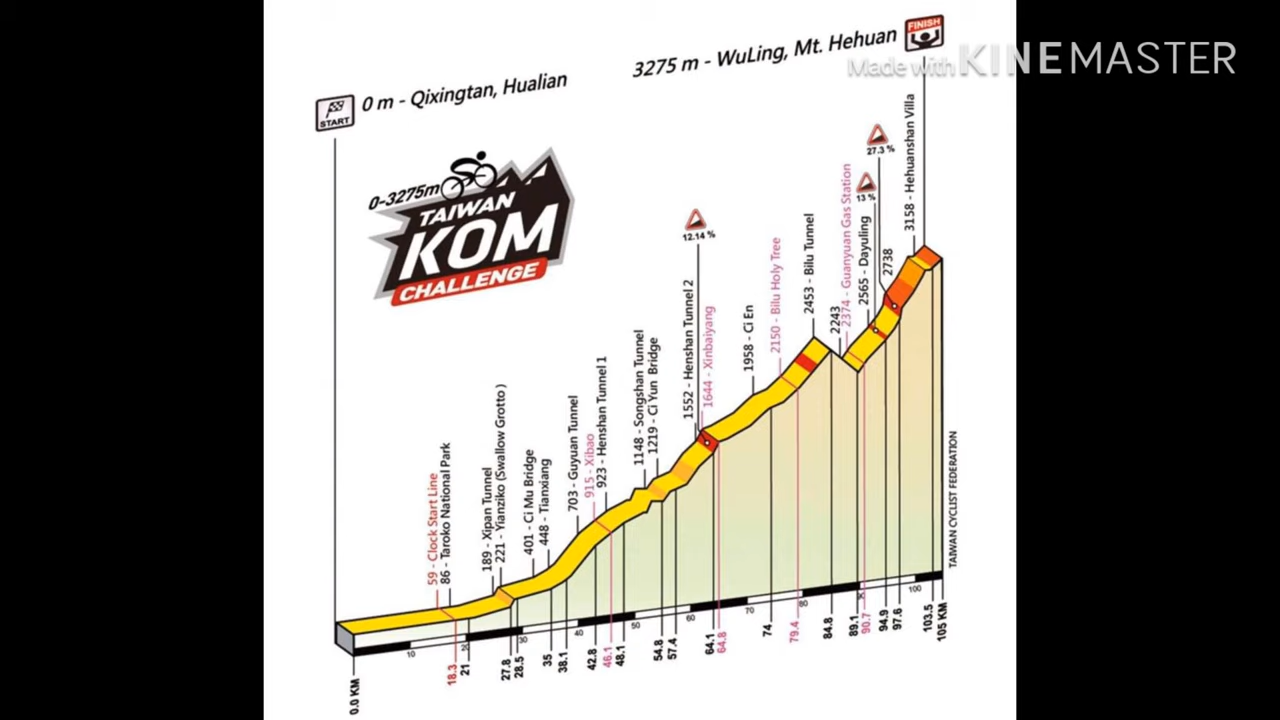 0 m - Qixingtan, Hualian
3275 m - WuLing, Mt. Hehuan
START
FINISH
Made with KINEMASTER
0-3275m
TAIWAN
KOM
CHALLENGE
59 - Clock Start Line
86 - Taroko National Park
189 - Xipan Tunnel
221 - Yianziko (Swallow Grotto )
401 - Ci Mu Bridge
448 - Tianxiang
703 - Guyuan Tunnel
915 - Xibao
923 - Henshan Tunnel 1
1148 - Songshan Tunnel
1219 - Ci Yun Bridge
1552 - Henshan Tunnel 2
12.14 %
1644 - Xinbaiyang
1958 - Ci En
2150 - Bilu Holy Tree
2453 - Bilu Tunnel
2243
2374 - Guanyuan Gas Station
2565 - Dayuling
13 %
27.3 %
2738
3158 - Hehuanshan Villa
TAIWAN CYCLIST FEDERATION
10
20
30
40
50
60
70
80
90
100
0.0 KM
18.3
21
27.8
28.5
35
38.1
42.8
46.1
48.1
54.8
57.4
64.1
64.8
74
79.4
84.8
89.1
90.7
94.9
97.6
103.5
105 KM